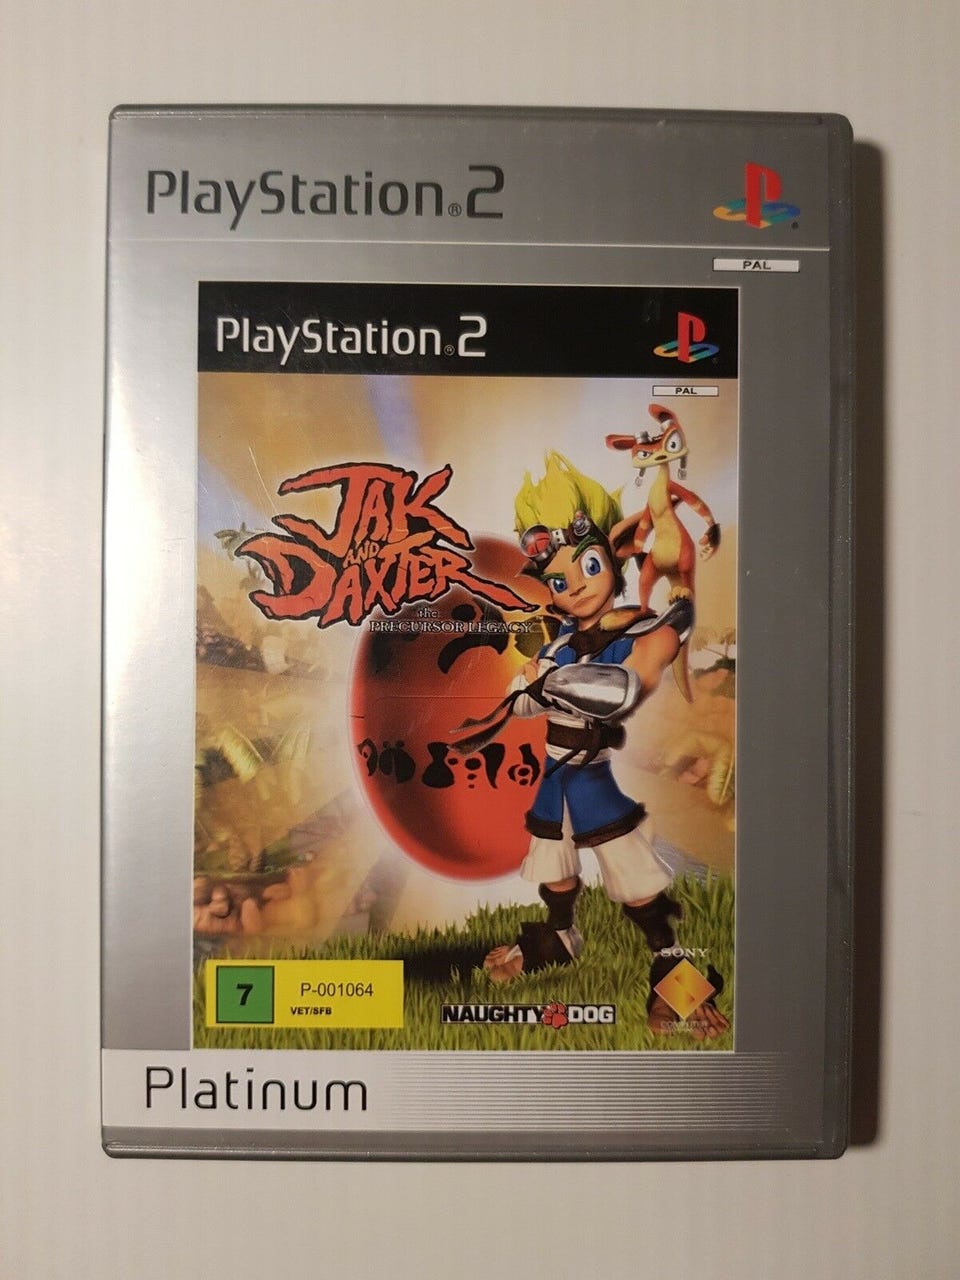 PlayStation®2
PAL
PlayStation®2
PAL
JAK
AND
DAXTER
the
PRECURSOR LEGACY
7
P-001064
VET/SFB
NAUGHTY DOG
SONY
COMPUTER
Platinum